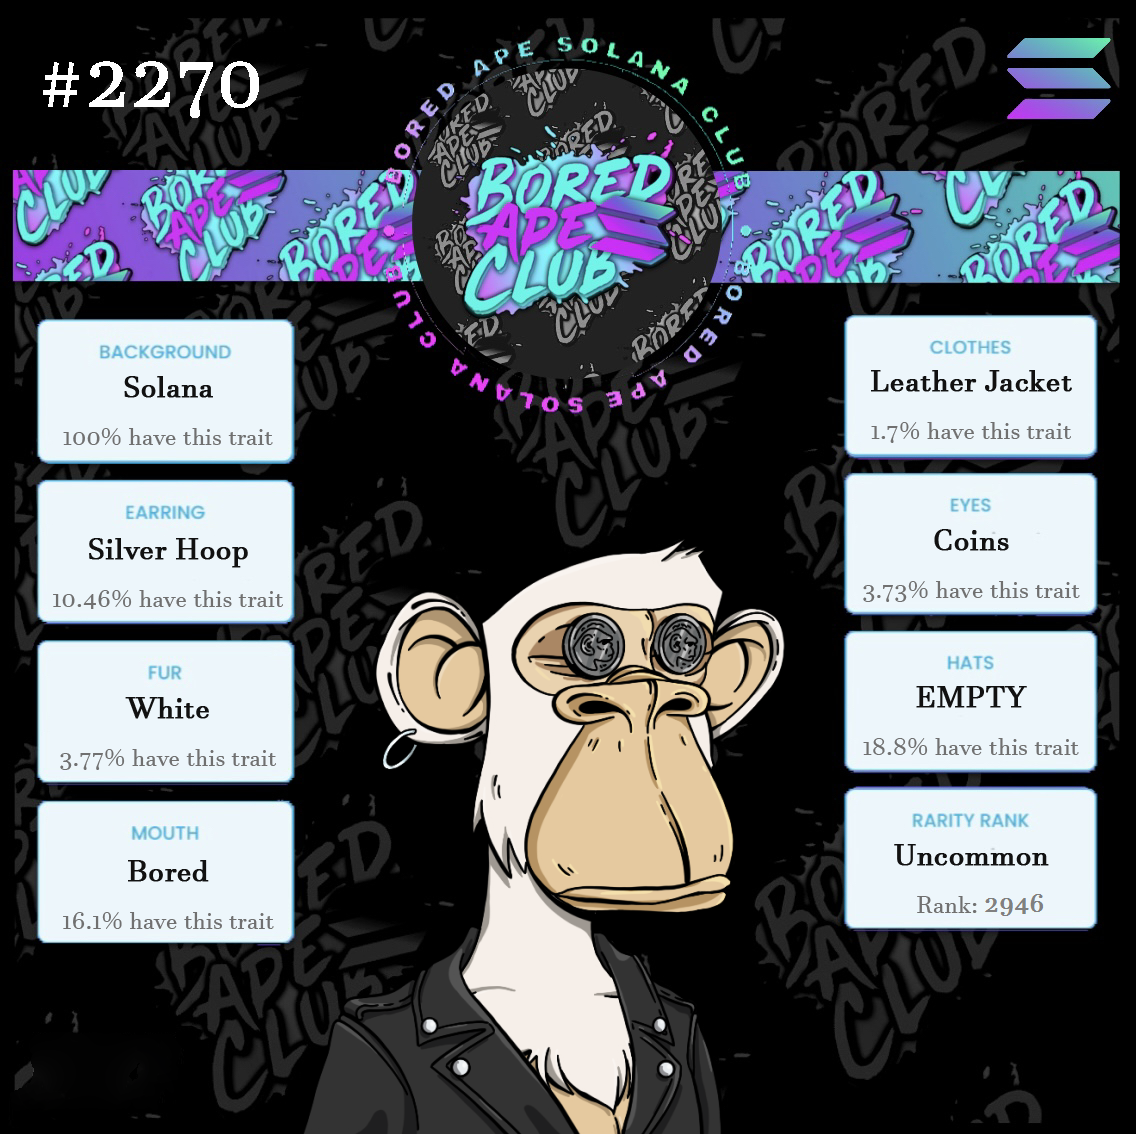 #2270
BORED APE SOLANA CLUB
BORED APE SOLANA CLUB
BORED
APE
CLUB
BACKGROUND
Solana
100% have this trait
EARRING
Silver Hoop
10.46% have this trait
FUR
White
3.77% have this trait
MOUTH
Bored
16.1% have this trait
CLOTHES
Leather Jacket
1.7% have this trait
EYES
Coins
3.73% have this trait
HATS
EMPTY
18.8% have this trait
RARITY RANK
Uncommon
Rank: 2946